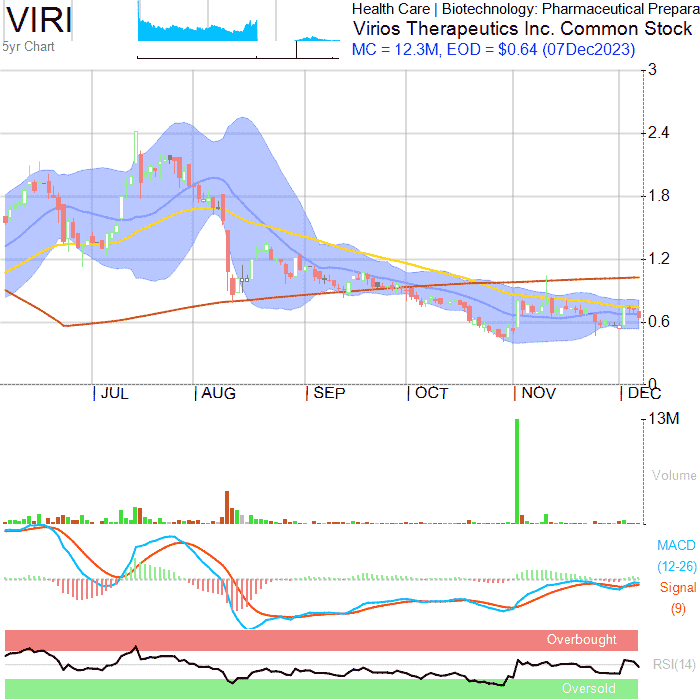 VIRI
5yr Chart
Health Care | Biotechnology: Pharmaceutical Prepara
Virios Therapeutics Inc. Common Stock
MC = 12.3M, EOD = $0.64 (07Dec2023)
3
2.4
1.8
1.2
0.6
0
JUL AUG SEP OCT NOV DEC
13M
Volume
MACD
(12-26)
Signal
(9)
Overbought
RSI(14)
Oversold